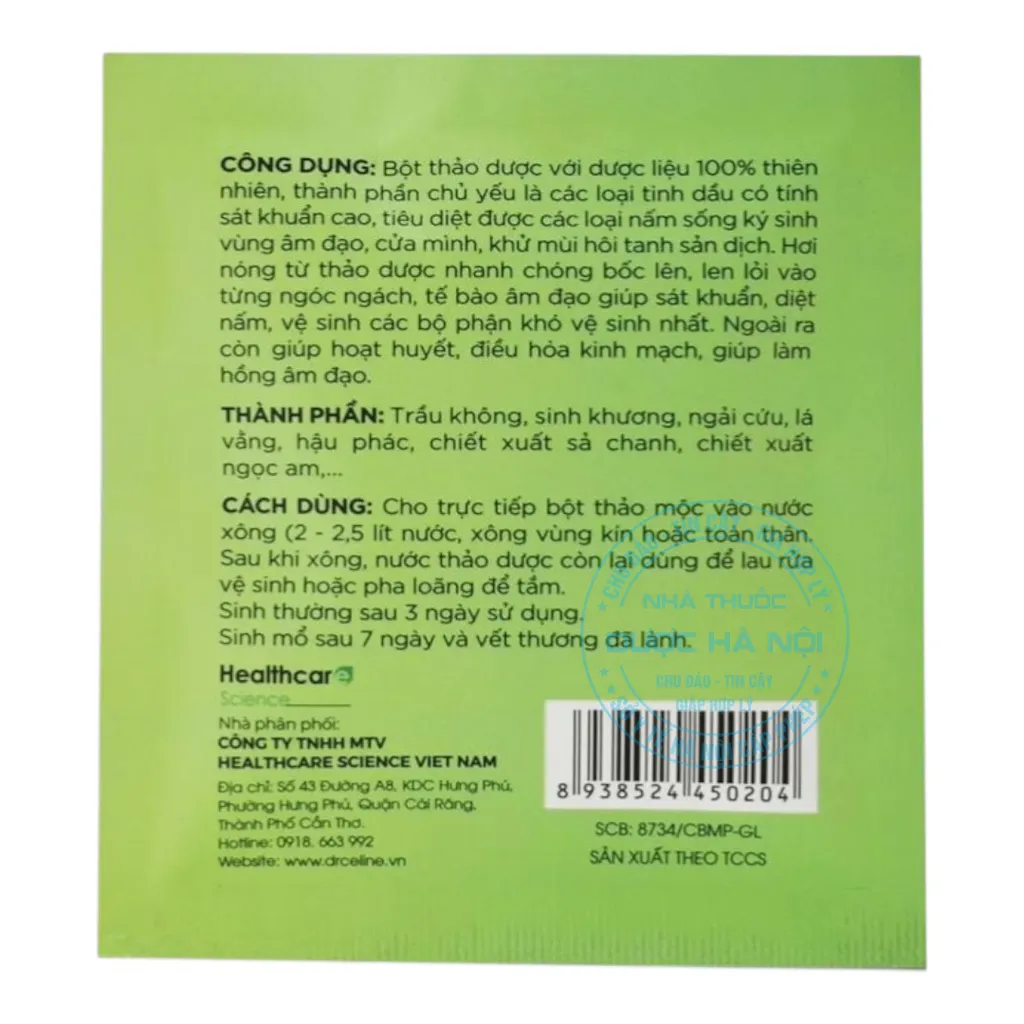 CÔNG DỤNG: Bột thảo dược với dược liệu 100% thiên
nhiên, thành phần chủ yếu là các loại tinh dầu có tính
sát khuẩn cao, tiêu diệt được các loại nấm sống ký sinh
vùng âm đạo, cửa mình, khử mùi hôi tanh sản dịch. Hơi
nóng từ thảo dược nhanh chóng bốc lên, len lỏi vào
từng ngóc ngách, tế bào âm đạo giúp sát khuẩn, diệt
nấm, vệ sinh các bộ phận khó vệ sinh nhất. Ngoài ra
còn giúp hoạt huyết, điều hòa kinh mạch, giúp làm
hồng âm đạo.
THÀNH PHẦN: Trầu không, sinh khương, ngải cứu, lá
vằng, hậu phác, chiết xuất sả chanh, chiết xuất
ngọc am,...
CÁCH DÙNG: Cho trực tiếp bột thảo mộc vào nước
xông (2 - 2,5 lít nước, xông vùng kín hoặc toàn thân.
Sau khi xông, nước thảo dược còn lại dùng để lau rửa
vệ sinh hoặc pha loãng để tắm.
Sinh thường sau 3 ngày sử dụng.
Sinh mổ sau 7 ngày và vết thương đã lành.
NHÀ THUỐC
DƯỢC HÀ NỘI
CHU ĐÁO - TIN CẬY
GIÁP HỢP LÝ
Healthcare
Science
Nhà phân phối:
CÔNG TY TNHH MTV
HEALTHCARE SCIENCE VIET NAM
Địa chỉ: Số 43 Đường A8, KDC Hưng Phú,
Phường Hưng Phú, Quận Cái Răng,
Thành Phố Cần Thơ.
Hotline: 0918. 663 992
Website: www.drceline.vn
8 938524 450204
SCB: 8734/CBMP-GL
SẢN XUẤT THEO TCCS